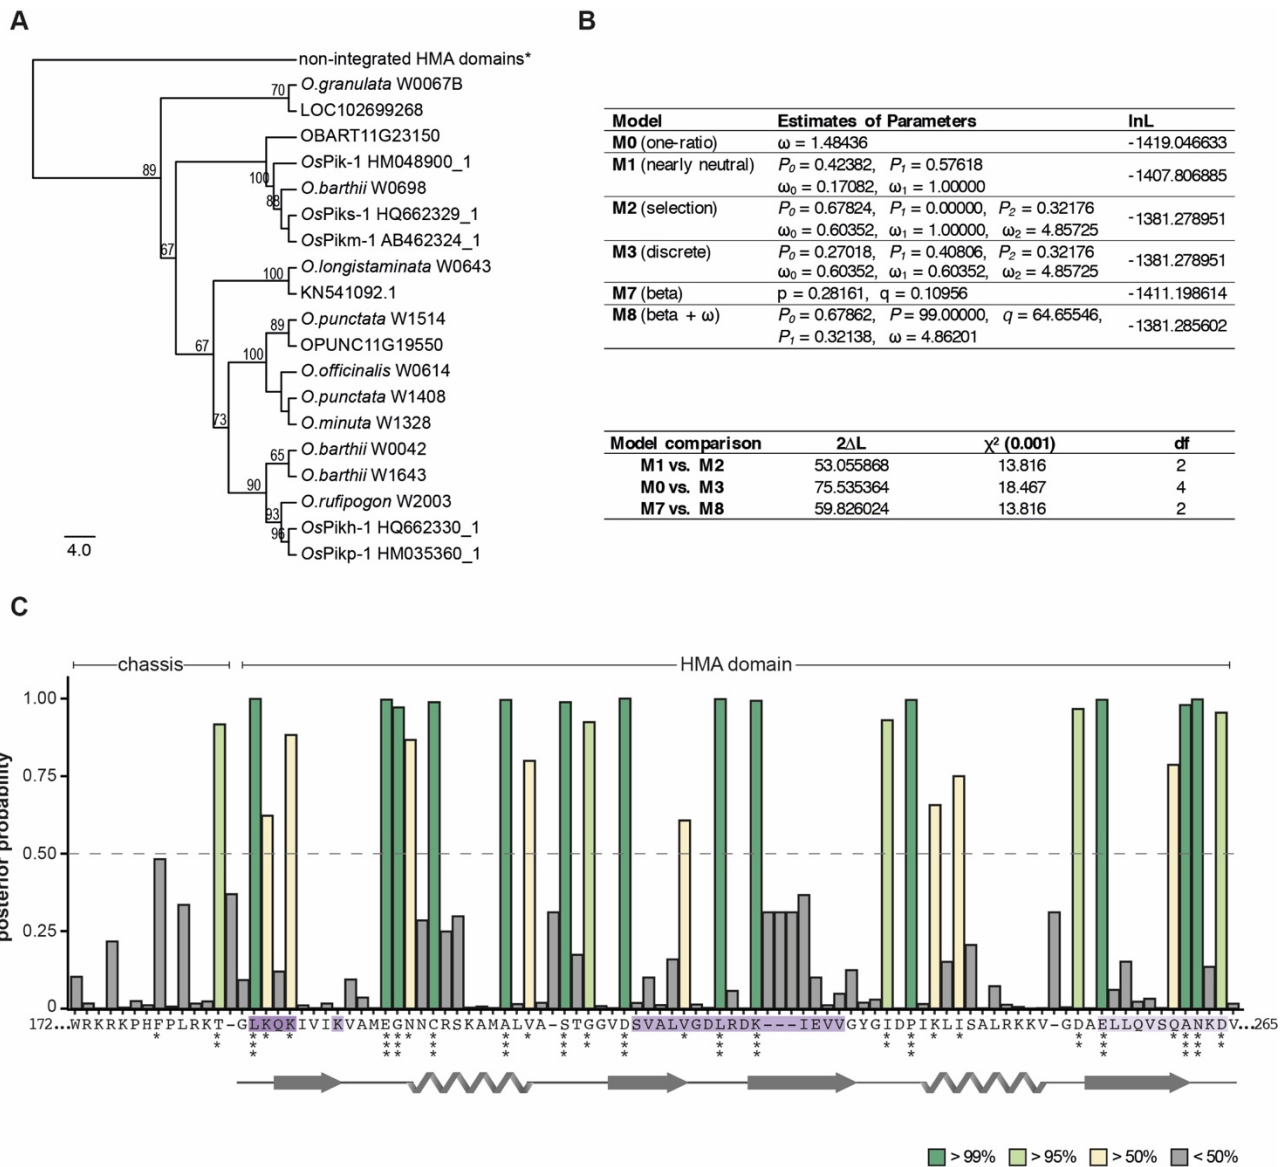 A
non-integrated HMA domains*
O.granulata W0067B
70
LOC102699268
OBART11G23150
OsPik-1 HM048900_1
89
100
O.barthii W0698
88
OsPiks-1 HQ662329_1
OsPikm-1 AB462324_1
67
O.longistaminata W0643
100
KN541092.1
O.punctata W1514
89
67
OPUNC11G19550
100
O.officinalis W0614
O.punctata W1408
73
O.minuta W1328
O.barthii W0042
65
O.barthii W1643
90
O.rufipogon W2003
93
OsPikh-1 HQ662330_1
96
4.0
OsPikp-1 HM035360_1
B
Model Estimates of Parameters lnL
M0 (one-ratio) ω = 1.48436 -1419.046633
M1 (nearly neutral) P0 = 0.42382, P1 = 0.57618
ω0 = 0.17082, ω1 = 1.00000 -1407.806885
M2 (selection) P0 = 0.67824, P1 = 0.00000, P2 = 0.32176
ω0 = 0.60352, ω1 = 1.00000, ω2 = 4.85725 -1381.278951
M3 (discrete) P0 = 0.27018, P1 = 0.40806, P2 = 0.32176
ω0 = 0.60352, ω1 = 0.60352, ω2 = 4.85725 -1381.278951
M7 (beta) p = 0.28161, q = 0.10956 -1411.198614
M8 (beta + ω) P0 = 0.67862, P = 99.00000, q = 64.65546,
P1 = 0.32138, ω = 4.86201 -1381.285602
Model comparison 2ΔL χ² (0.001) df
M1 vs. M2 53.055868 13.816 2
M0 vs. M3 75.535364 18.467 4
M7 vs. M8 59.826024 13.816 2
C
chassis HMA domain
posterior probability
1.00
0.75
0.50
0.25
0
172...WRKRKPHFPLRKT-GLKQKIVIKVAMEGNNCRSKAMALVA-STGGVDSVALVGDLRDK---IEVVGYGIDPIKLISALRKKV-GDAELLQVSQANKDV...265
> 99% > 95% > 50% < 50%